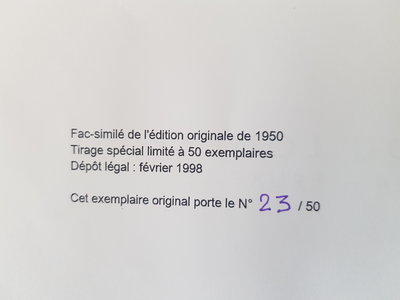 Fac-similé de l'édition originale de 1950
Tirage spécial limité à 50 exemplaires
Dépôt légal : février 1998
Cet exemplaire original porte le N° 23 / 50